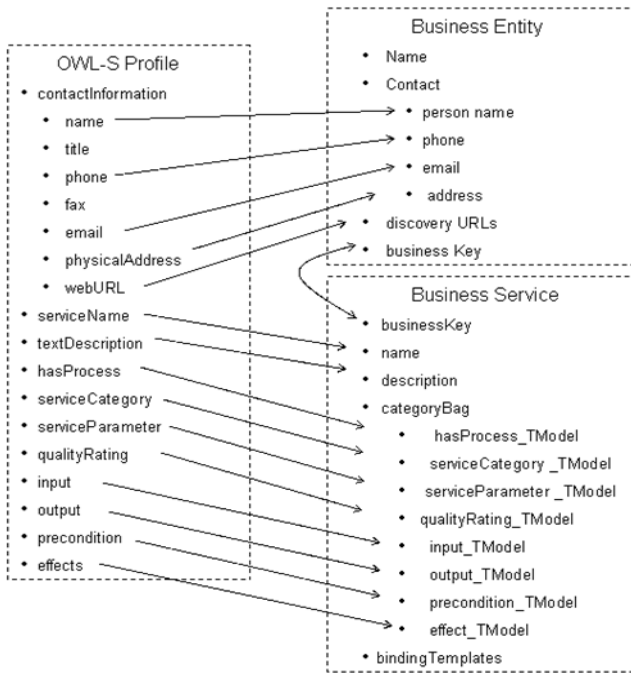 OWL-S Profile
• contactInformation
• name
• title
• phone
• fax
• email
• physicalAddress
• webURL
• serviceName
• textDescription
• hasProcess
• serviceCategory
• serviceParameter
• qualityRating
• input
• output
• precondition
• effects
Business Entity
• Name
• Contact
• person name
• phone
• email
• address
• discovery URLs
• business Key
Business Service
• businessKey
• name
• description
• categoryBag
• hasProcess_TModel
• serviceCategory _TModel
• serviceParameter _TModel
• qualityRating_TModel
• input_TModel
• output_TModel
• precondition_TModel
• effect_TModel
• bindingTemplates